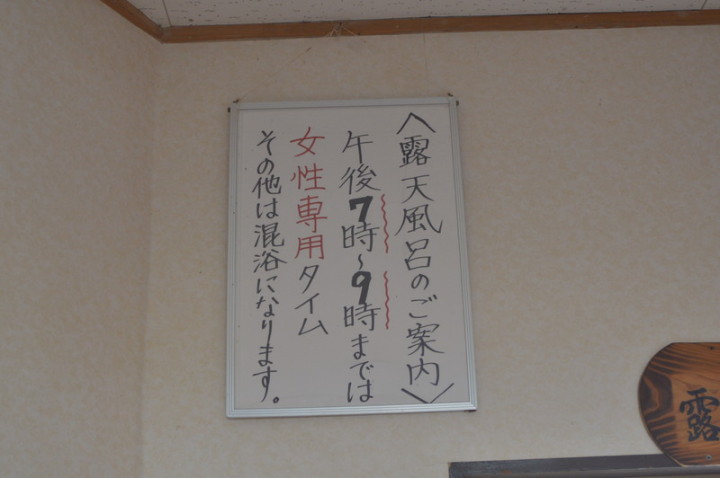 〈露天風呂のご案内〉
午後7時~9時までは
女性専用タイム
その他は混浴になります。
露